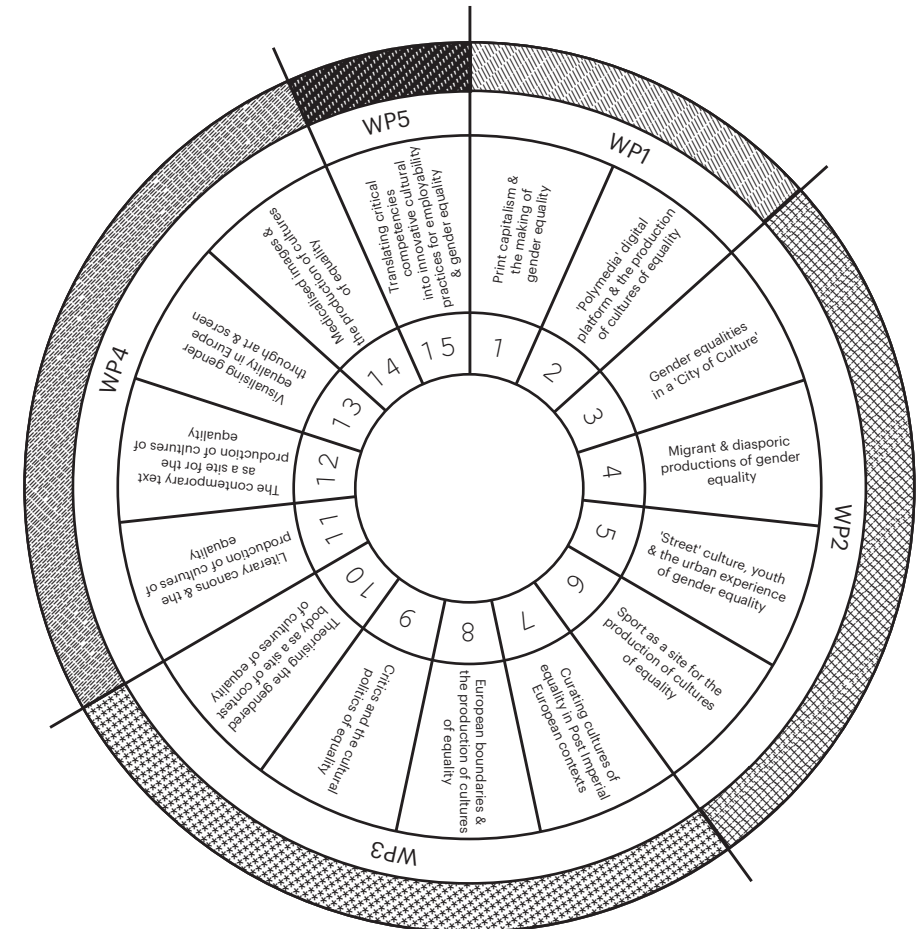 WP1
1
Print capitalism &
the making of
gender equality
2
'Polymedia' digital
platform & the production
of cultures of equality
WP2
3
Gender equalities
in a 'City of Culture'
4
Migrant & diasporic
productions of gender
equality
5
'Street' culture, youth
& the urban experience
of gender equality
6
Sport as a site for the
production of cultures
of equality
WP3
7
Curating cultures of
equality in Post Imperial
European contexts
8
European boundaries &
the production of cultures
of equality
9
Critics and the cultural
politics of equality
10
Theorising the gendered
body as a site of contest
of cultures of equality
WP4
11
Literary canons & the
production of cultures of
equality
12
The contemporary text
as a site for the
production of cultures of
equality
13
Visualising gender
equality in Europe
through art & screen
14
Medicalised images &
the production of cultures
of equality
WP5
15
Translating critical
competencies
into innovative cultural
practices for employability
& gender equality